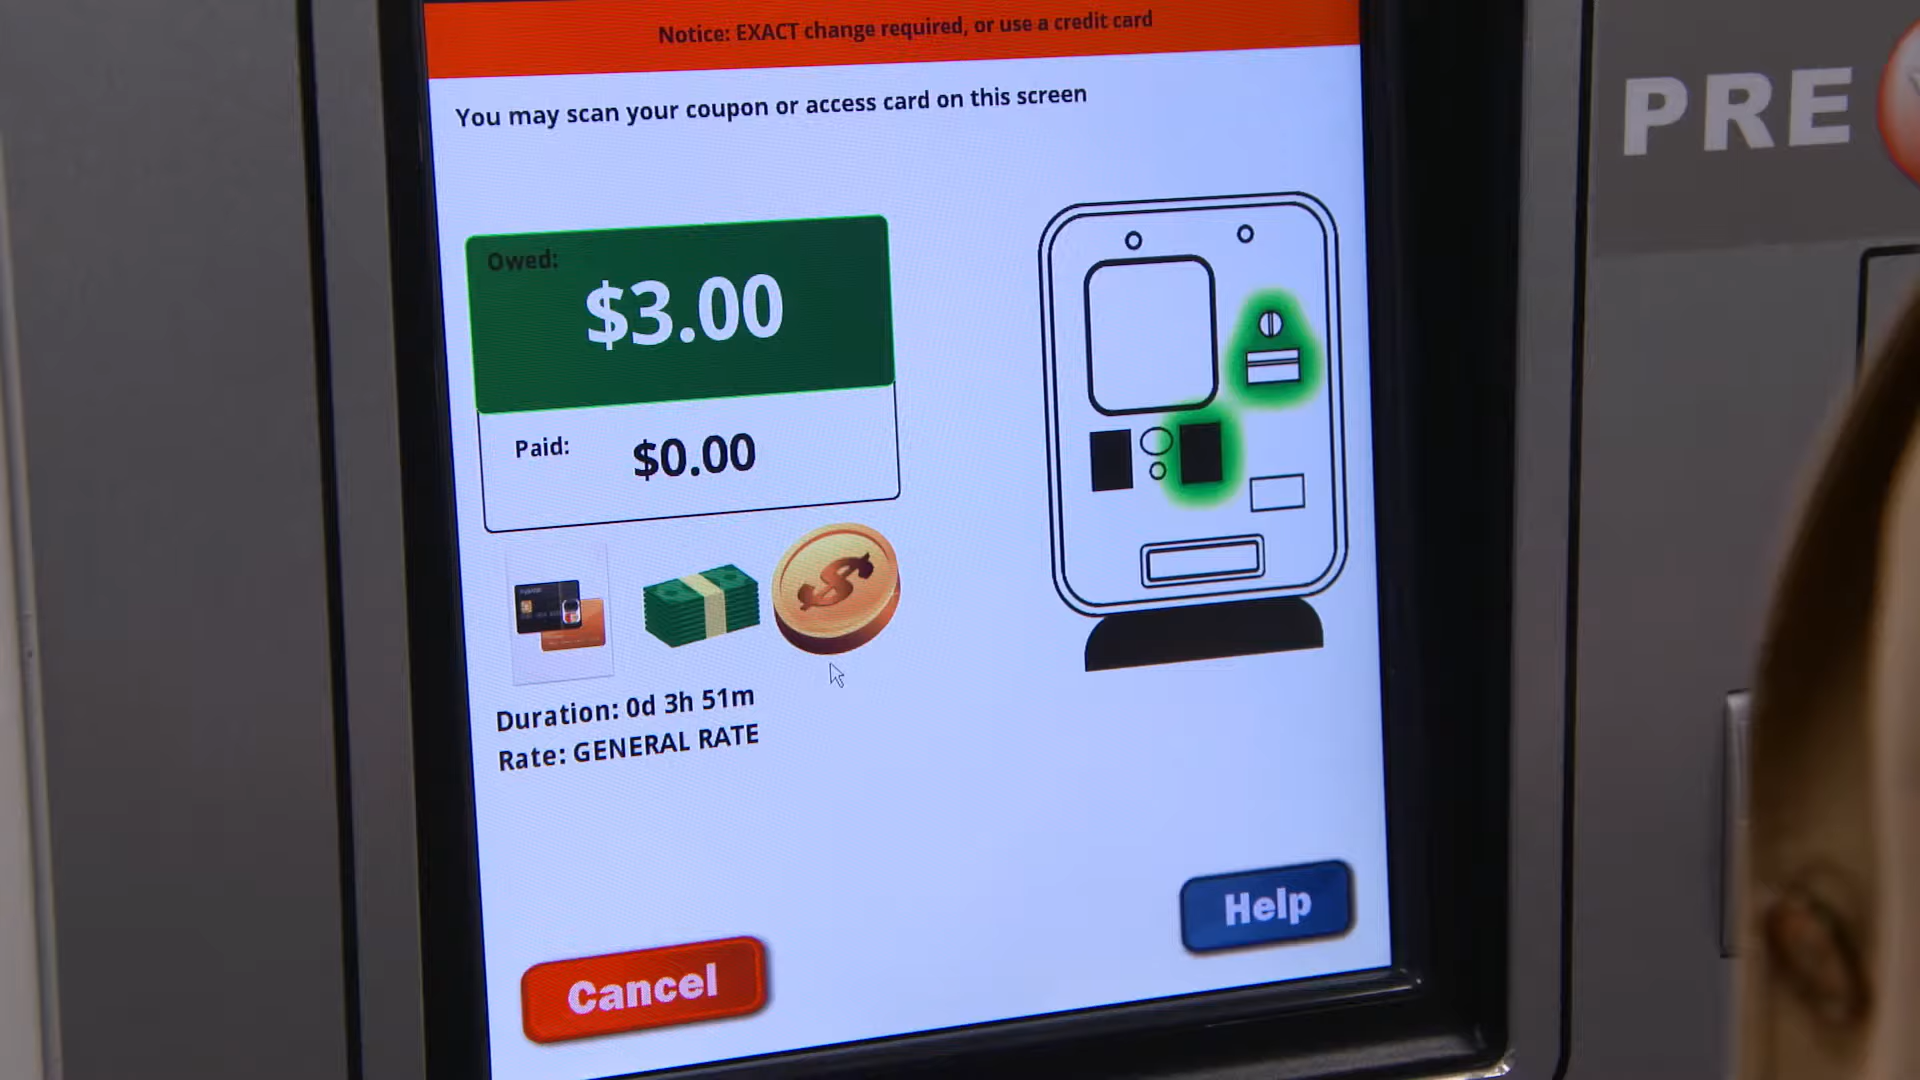 Notice: EXACT change required, or use a credit card
You may scan your coupon or access card on this screen
PRE
Owed:
$3.00
Paid: $0.00
Duration: 0d 3h 51m
Rate: GENERAL RATE
Help
Cancel